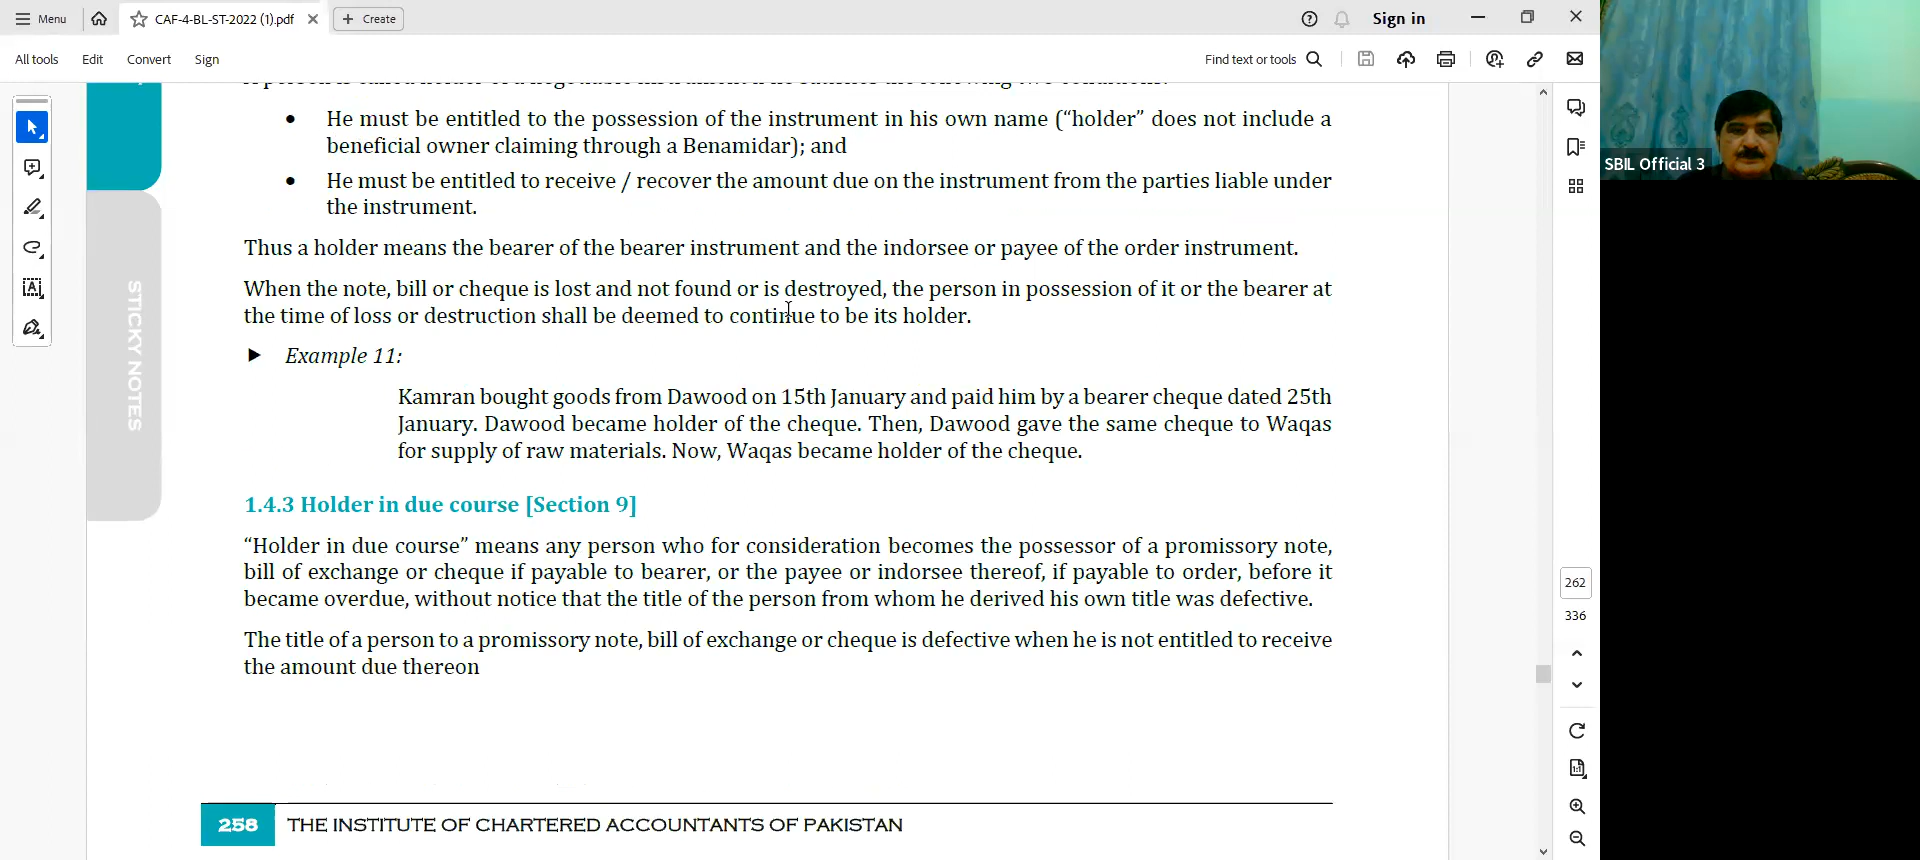 Menu
CAF-4-BL-ST-2022 (1).pdf
Create
Sign in
All tools
Edit
Convert
Sign
Find text or tools
SBIL Official 3
• He must be entitled to the possession of the instrument in his own name (“holder” does not include a
beneficial owner claiming through a Benamidar); and
• He must be entitled to receive / recover the amount due on the instrument from the parties liable under
the instrument.
Thus a holder means the bearer of the bearer instrument and the indorsee or payee of the order instrument.
When the note, bill or cheque is lost and not found or is destroyed, the person in possession of it or the bearer at
the time of loss or destruction shall be deemed to continue to be its holder.
Example 11:
Kamran bought goods from Dawood on 15th January and paid him by a bearer cheque dated 25th
January. Dawood became holder of the cheque. Then, Dawood gave the same cheque to Waqas
for supply of raw materials. Now, Waqas became holder of the cheque.
1.4.3 Holder in due course [Section 9]
“Holder in due course” means any person who for consideration becomes the possessor of a promissory note,
bill of exchange or cheque if payable to bearer, or the payee or indorsee thereof, if payable to order, before it
became overdue, without notice that the title of the person from whom he derived his own title was defective.
The title of a person to a promissory note, bill of exchange or cheque is defective when he is not entitled to receive
the amount due thereon
STICKY NOTES
262
336
258
THE INSTITUTE OF CHARTERED ACCOUNTANTS OF PAKISTAN